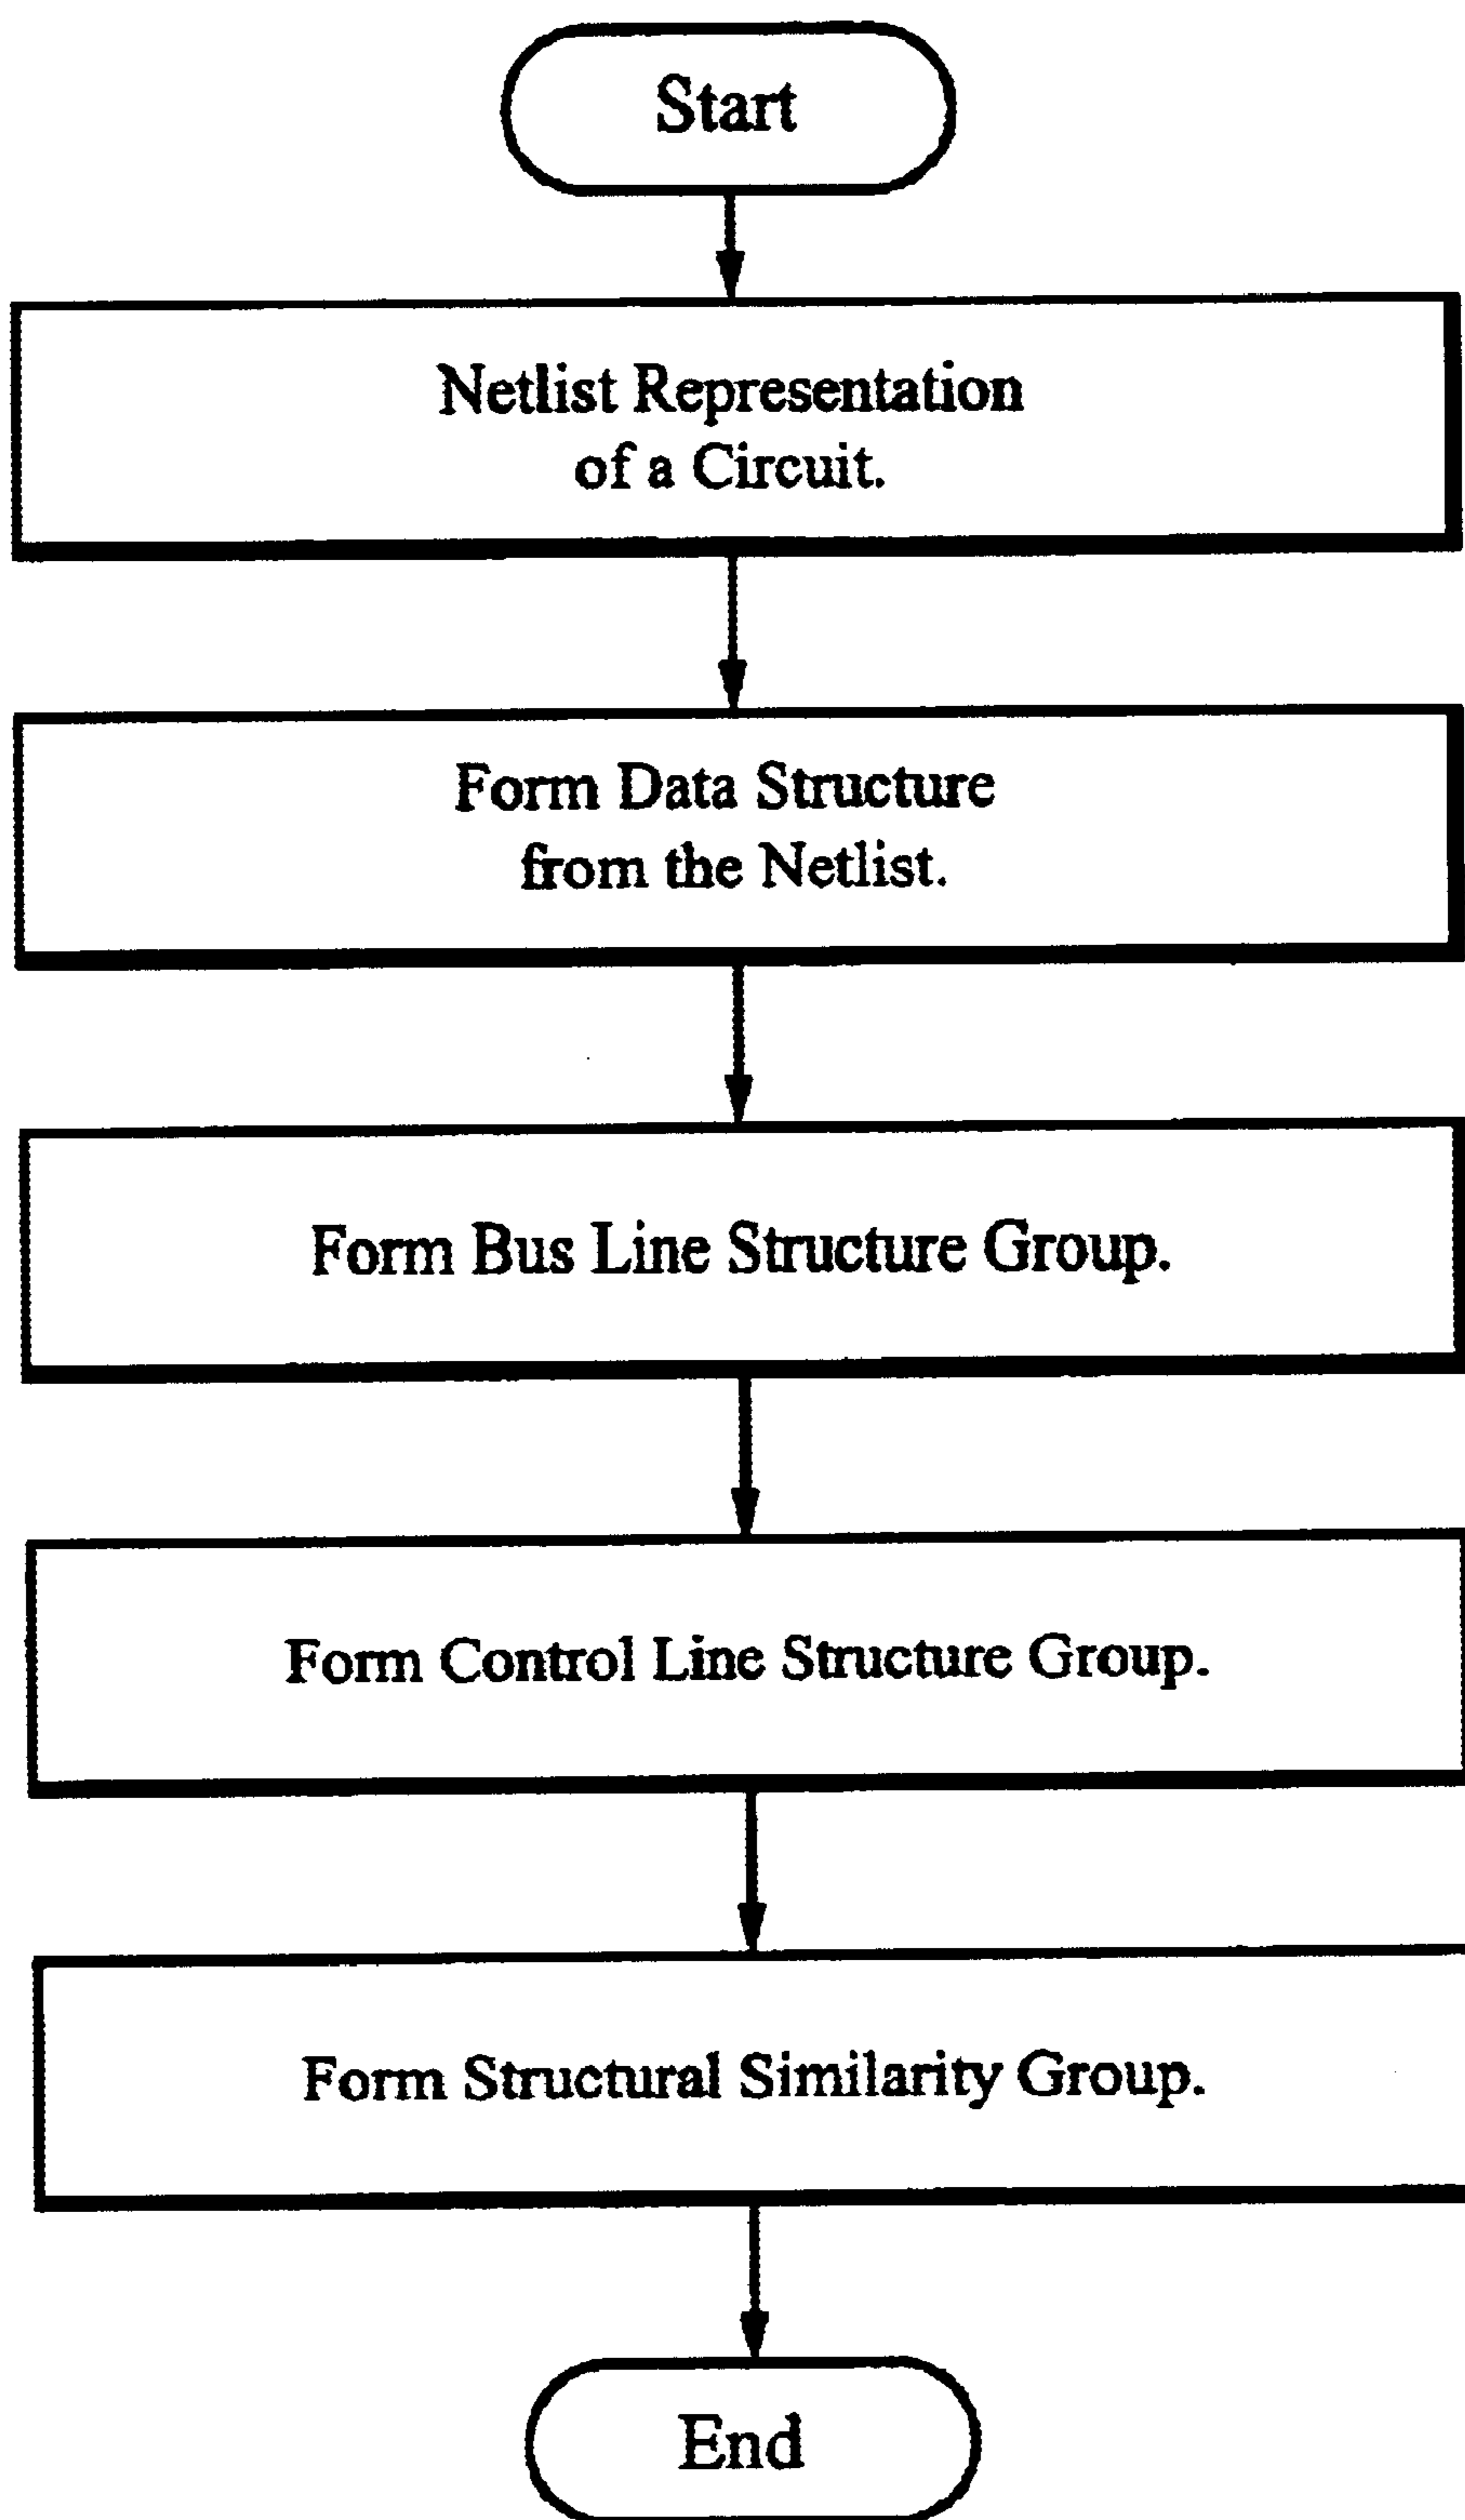 Start
Netlist Representation
of a Circuit.
Form Data Structure
from the Netlist.
Form Bus Line Structure Group.
Form Control Line Structure Group.
Form Structural Similarity Group.
End